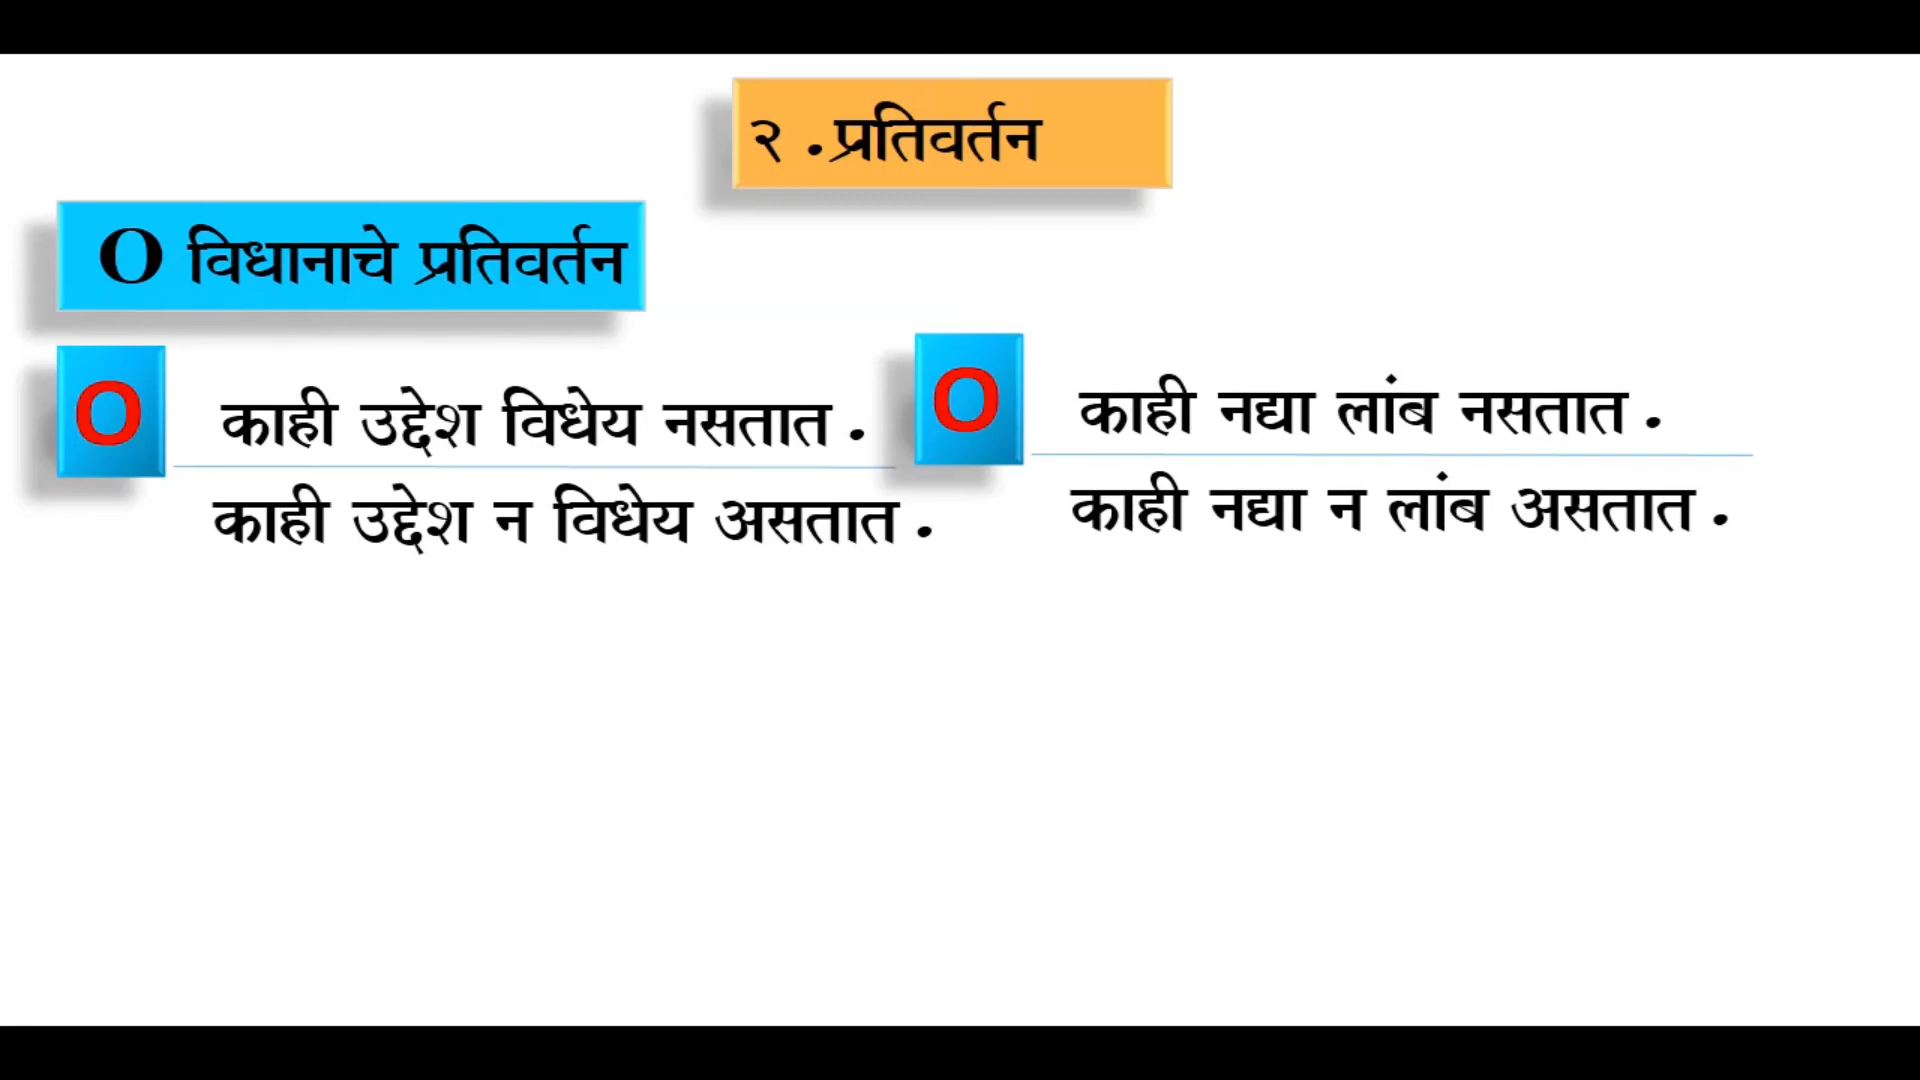 २ .प्रतिवर्तन
O विधानाचे प्रतिवर्तन
O काही उद्देश विधेय नसतात .
काही उद्देश न विधेय असतात .
O काही नद्या लांब नसतात .
काही नद्या न लांब असतात .